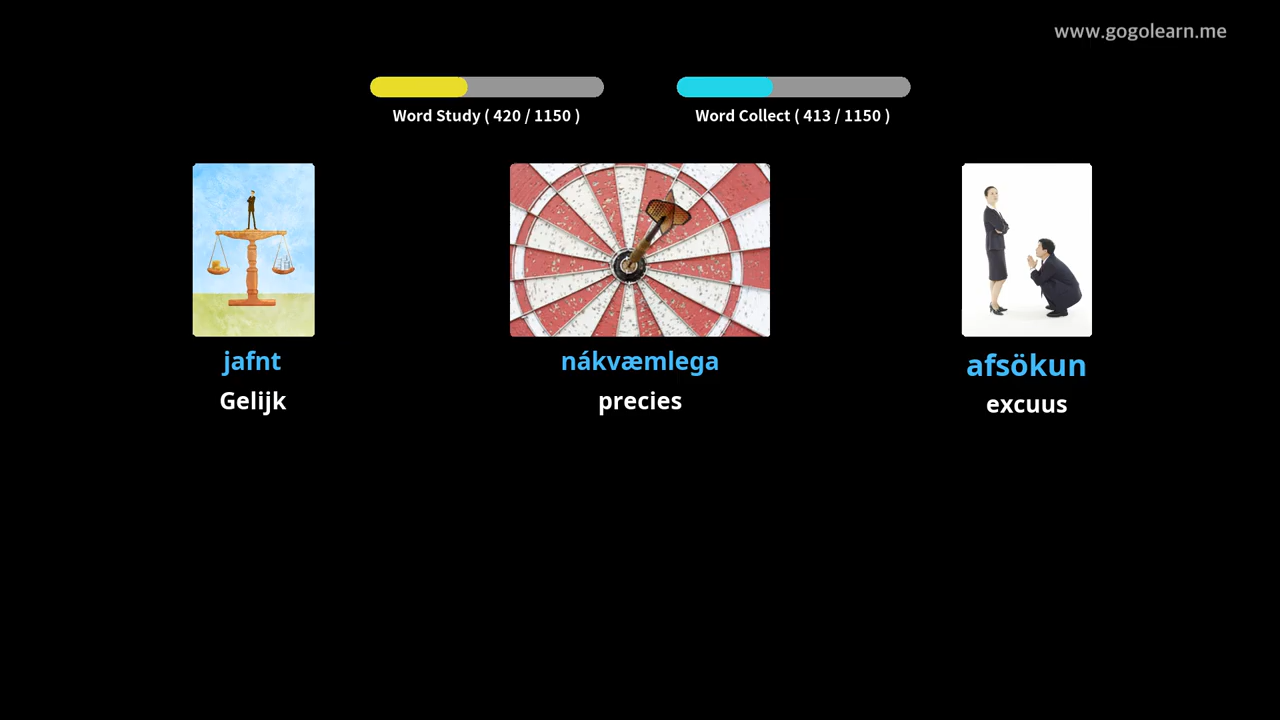 www.gogolearn.me
Word Study ( 420 / 1150 )
Word Collect ( 413 / 1150 )
jafnt
Gelijk
nákvæmlega
precies
afsökun
excuus